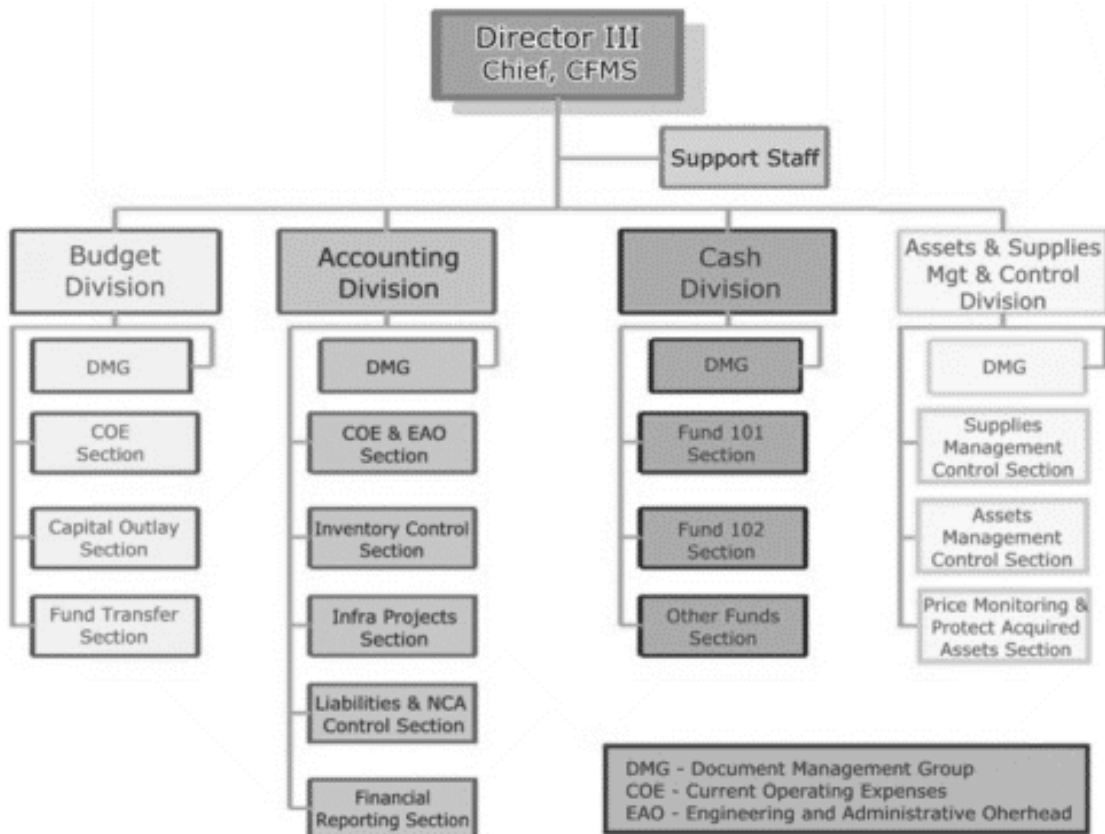 Director III
Chief, CFMS
Support Staff
Budget
Division
DMG
COE
Section
Capital Outlay
Section
Fund Transfer
Section
Accounting
Division
DMG
COE & EAO
Section
Inventory Control
Section
Infra Projects
Section
Liabilities & NCA
Control Section
Financial
Reporting Section
Cash
Division
DMG
Fund 101
Section
Fund 102
Section
Other Funds
Section
Assets & Supplies
Mgt & Control
Division
DMG
Supplies
Management
Control Section
Assets
Management
Control Section
Price Monitoring &
Protect Acquired
Assets Section
DMG - Document Management Group
COE - Current Operating Expenses
EAO - Engineering and Administrative Oherhead